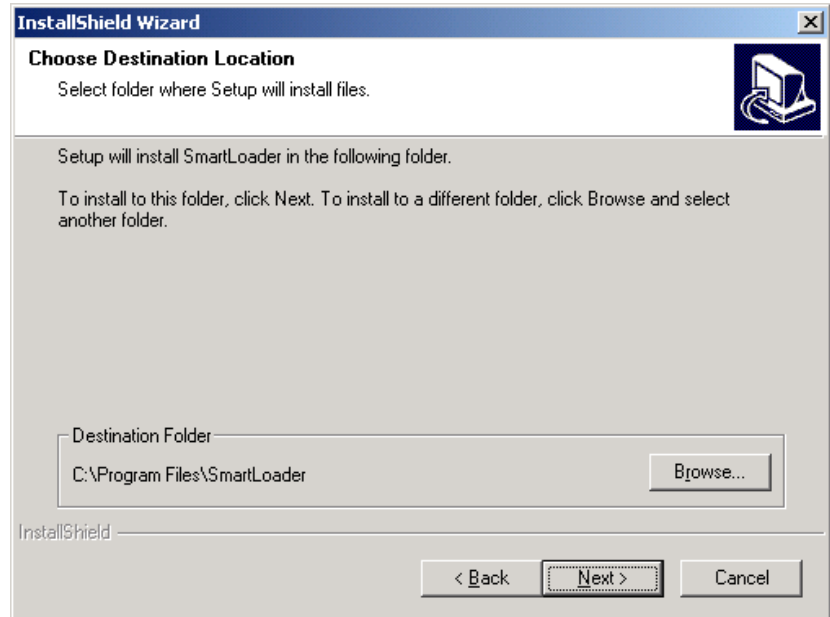 InstallShield Wizard
Choose Destination Location
Select folder where Setup will install files.
Setup will install SmartLoader in the following folder.
To install to this folder, click Next. To install to a different folder, click Browse and select
another folder.
Destination Folder
C:\Program Files\SmartLoader
Browse...
InstallShield
< Back
Next >
Cancel